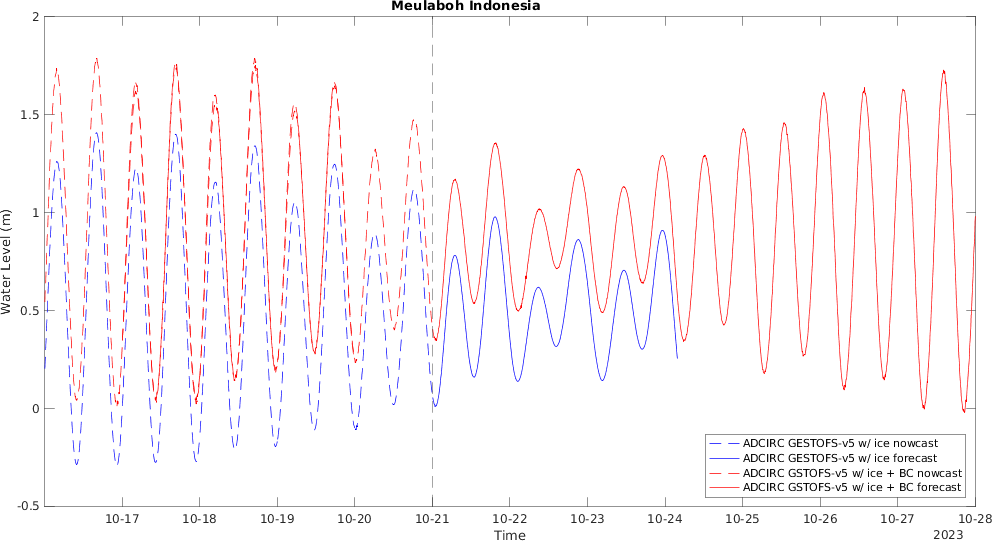 Meulaboh Indonesia
2
1.5
1
0.5
0
-0.5
Water Level (m)
10-17 10-18 10-19 10-20 10-21 10-22 10-23 10-24 10-25 10-26 10-27 10-28
Time
2023
ADCIRC GESTOFS-v5 w/ ice nowcast
ADCIRC GESTOFS-v5 w/ ice forecast
ADCIRC GSTOFS-v5 w/ ice + BC nowcast
ADCIRC GSTOFS-v5 w/ ice + BC forecast